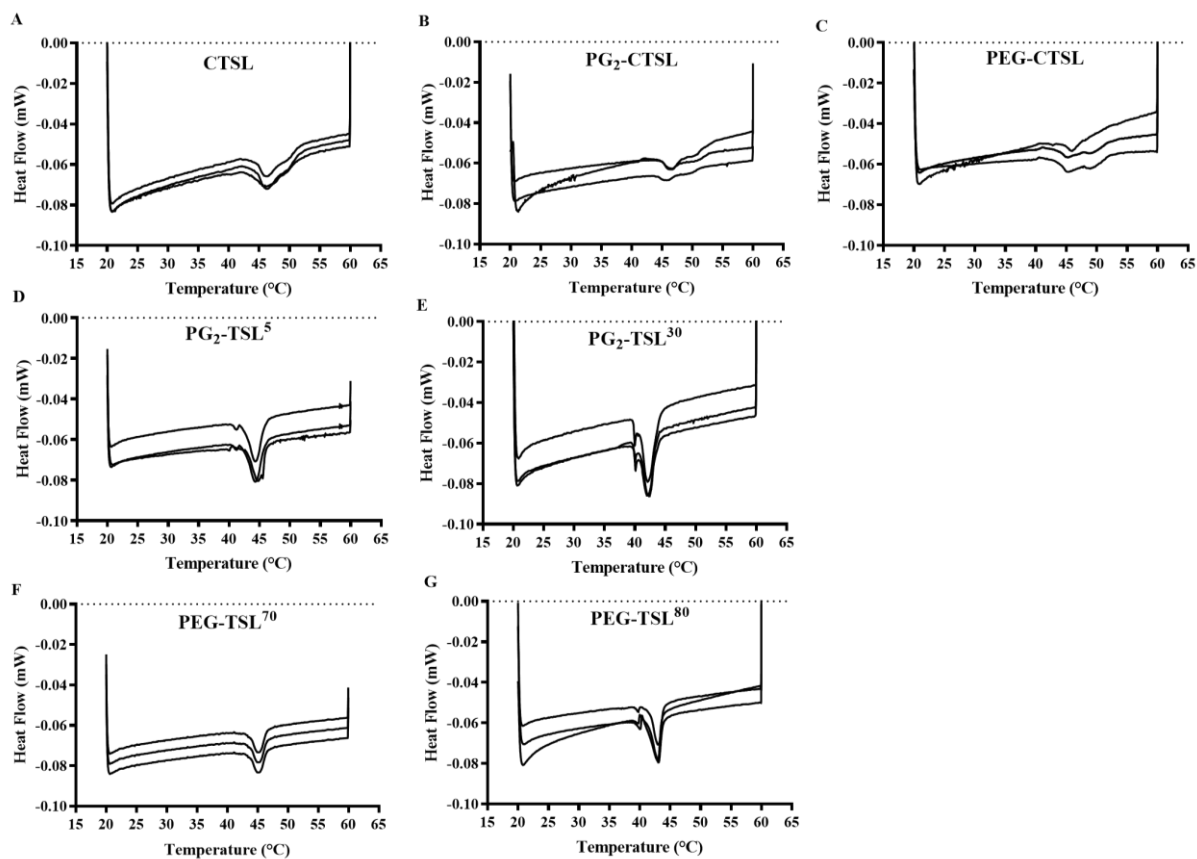 A
CTSL
0.00
-0.02
-0.04
-0.06
-0.08
-0.10
Heat Flow (mW)
15 20 25 30 35 40 45 50 55 60 65
Temperature (°C)
B
PG₂-CTSL
0.00
-0.02
-0.04
-0.06
-0.08
-0.10
Heat Flow (mW)
15 20 25 30 35 40 45 50 55 60 65
Temperature (°C)
C
PEG-CTSL
0.00
-0.02
-0.04
-0.06
-0.08
-0.10
Heat Flow (mW)
15 20 25 30 35 40 45 50 55 60 65
Temperature (°C)
D
PG₂-TSL⁵
0.00
-0.02
-0.04
-0.06
-0.08
-0.10
Heat Flow (mW)
15 20 25 30 35 40 45 50 55 60 65
Temperature (°C)
E
PG₂-TSL³⁰
0.00
-0.02
-0.04
-0.06
-0.08
-0.10
Heat Flow (mW)
15 20 25 30 35 40 45 50 55 60 65
Temperature (°C)
F
PEG-TSL⁷⁰
0.00
-0.02
-0.04
-0.06
-0.08
-0.10
Heat Flow (mW)
15 20 25 30 35 40 45 50 55 60 65
Temperature (°C)
G
PEG-TSL⁸⁰
0.00
-0.02
-0.04
-0.06
-0.08
-0.10
Heat Flow (mW)
15 20 25 30 35 40 45 50 55 60 65
Temperature (°C)